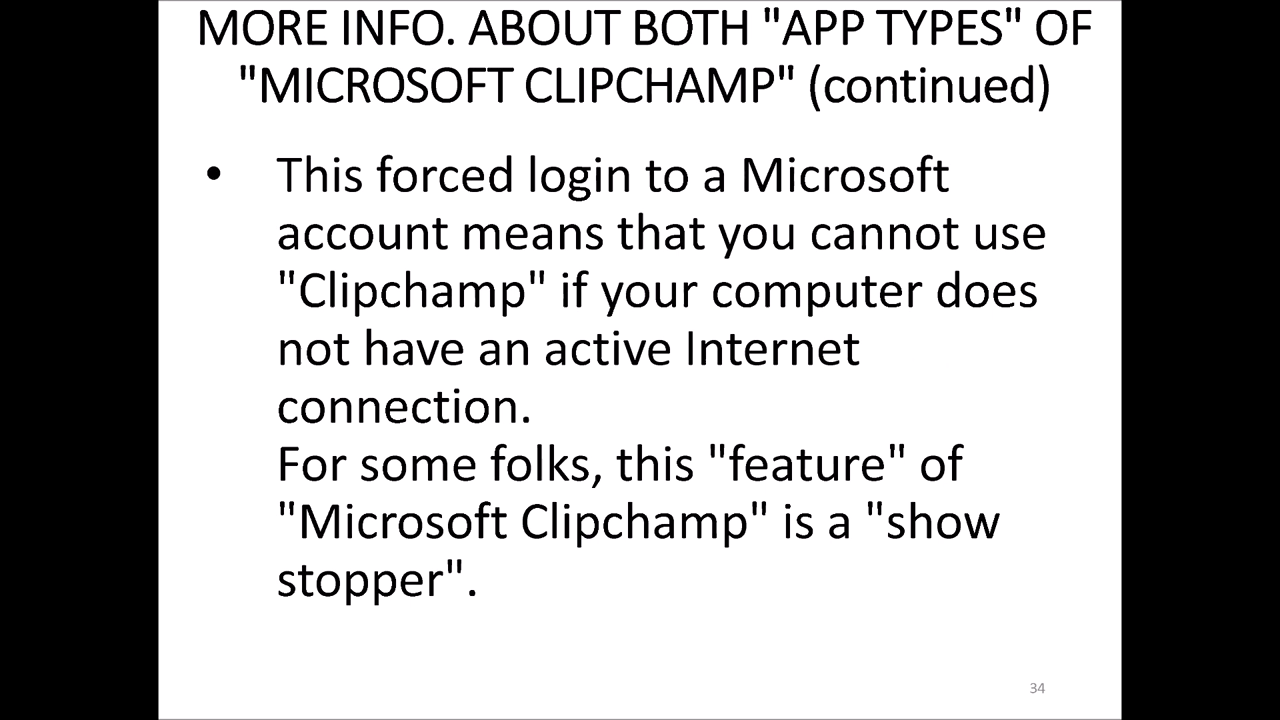 MORE INFO. ABOUT BOTH "APP TYPES" OF
"MICROSOFT CLIPCHAMP" (continued)
• This forced login to a Microsoft
account means that you cannot use
"Clipchamp" if your computer does
not have an active Internet
connection.
For some folks, this "feature" of
"Microsoft Clipchamp" is a "show
stopper".
34